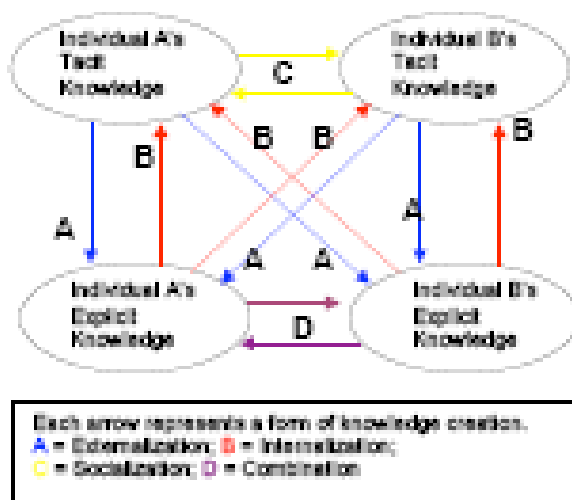 Individual A's
Tacit
Knowledge
Individual B's
Tacit
Knowledge
C
B
B
B
B
A
A
A
A
Individual A's
Explicit
Knowledge
Individual B's
Explicit
Knowledge
D
Each arrow represents a form of knowledge creation.
A = Externalization; B = Internalization;
C = Socialization; D = Combination